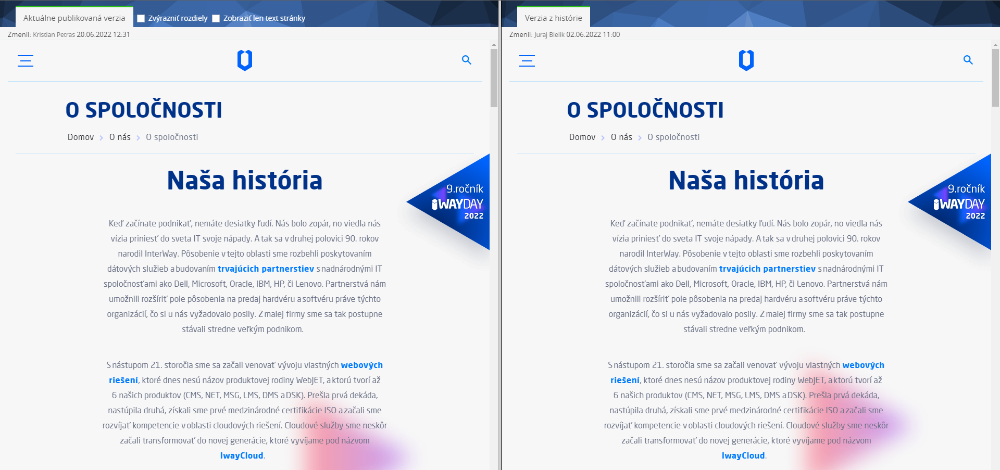 Aktuálne publikovaná verzia
Zvýrazniť rozdiely
Zobraziť len text stránky
Zmenil: Kristian Petras 20.06.2022 12:31
O SPOLOČNOSTI
Domov > O nás > O spoločnosti
Naša história
9.ročník
iWAYDAY
2022
Keď začínate podnikať, nemáte desiatky ľudí. Nás bolo zopár, no viedla nás
vízia priniesť do sveta IT svoje nápady. A tak sa v druhej polovici 90. rokov
narodil InterWay. Pôsobenie v tejto oblasti sme rozbehli poskytovaním
dátových služieb a budovaním trvajúcich partnerstiev s nadnárodnými IT
spoločnosťami ako Dell, Microsoft, Oracle, IBM, HP, či Lenovo. Partnerstvá nám
umožnili rozšíriť pole pôsobenia na predaj hardvéru a softvéru práve týchto
organizácií, čo si u nás vyžadovalo posily. Z malej firmy sme sa tak postupne
stávali stredne veľkým podnikom.
S nástupom 21. storočia sme sa začali venovať vývoju vlastných webových
riešení, ktoré dnes nesú názov produktovej rodiny WebJET, a ktorú tvorí až
6 našich produktov (CMS, NET, MSG, LMS, DMS a DSK). Prešla prvá dekáda,
nastúpila druhá, získali sme prvé medzinárodné certifikácie ISO a začali sme
rozvíjať kompetencie v oblasti cloudových riešení. Cloudové služby sme neskôr
začali transformovať do novej generácie, ktoré vyvíjame pod názvom
IwayCloud.
Verzia z histórie
Zmenil: Juraj Bielik 02.06.2022 11:00
O SPOLOČNOSTI
Domov > O nás > O spoločnosti
Naša história
9.ročník
iWAYDAY
2022
Keď začínate podnikať, nemáte desiatky ľudí. Nás bolo zopár, no viedla nás
vízia priniesť do sveta IT svoje nápady. A tak sa v druhej polovici 90. rokov
narodil InterWay. Pôsobenie v tejto oblasti sme rozbehli poskytovaním
dátových služieb a budovaním trvajúcich partnerstiev s nadnárodnými IT
spoločnosťami ako Dell, Microsoft, Oracle, IBM, HP, či Lenovo. Partnerstvá nám
umožnili rozšíriť pole pôsobenia na predaj hardvéru a softvéru práve týchto
organizácií, čo si u nás vyžadovalo posily. Z malej firmy sme sa tak postupne
stávali stredne veľkým podnikom.
S nástupom 21. storočia sme sa začali venovať vývoju vlastných webových
riešení, ktoré dnes nesú názov produktovej rodiny WebJET, a ktorú tvorí až
6 našich produktov (CMS, NET, MSG, LMS, DMS a DSK). Prešla prvá dekáda,
nastúpila druhá, získali sme prvé medzinárodné certifikácie ISO a začali sme
rozvíjať kompetencie v oblasti cloudových riešení. Cloudové služby sme neskôr
začali transformovať do novej generácie, ktoré vyvíjame pod názvom
IwayCloud.